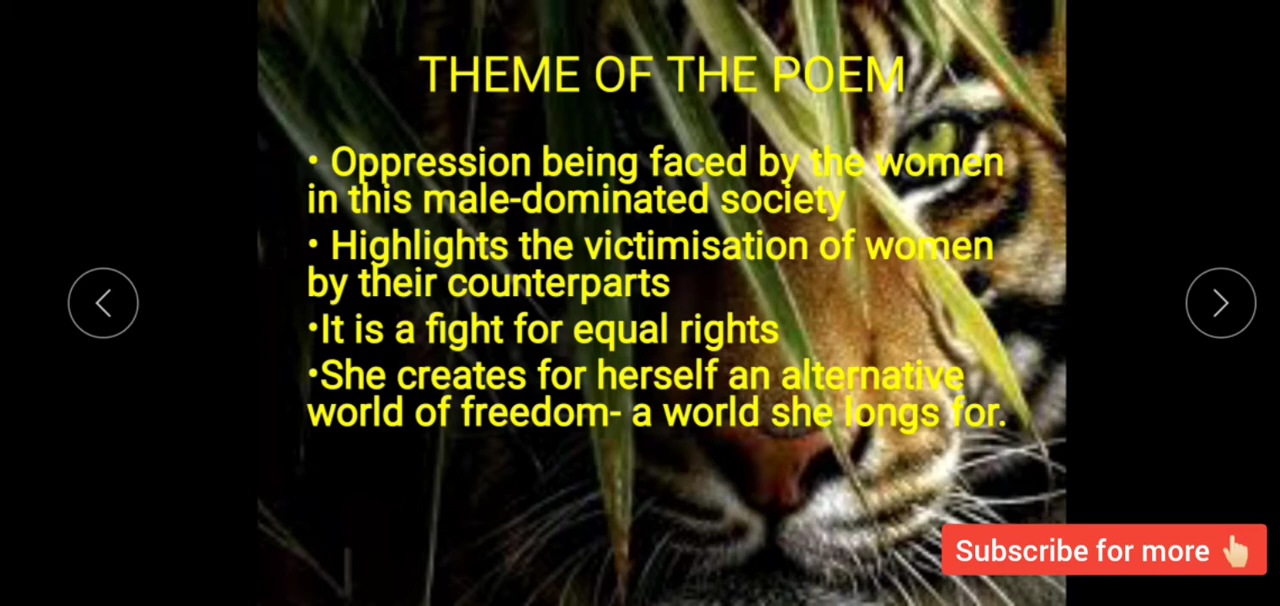 THEME OF THE POEM
• Oppression being faced by the women
in this male-dominated society
• Highlights the victimisation of women
by their counterparts
•It is a fight for equal rights
•She creates for herself an alternative
world of freedom- a world she longs for.
Subscribe for more 👆🏻